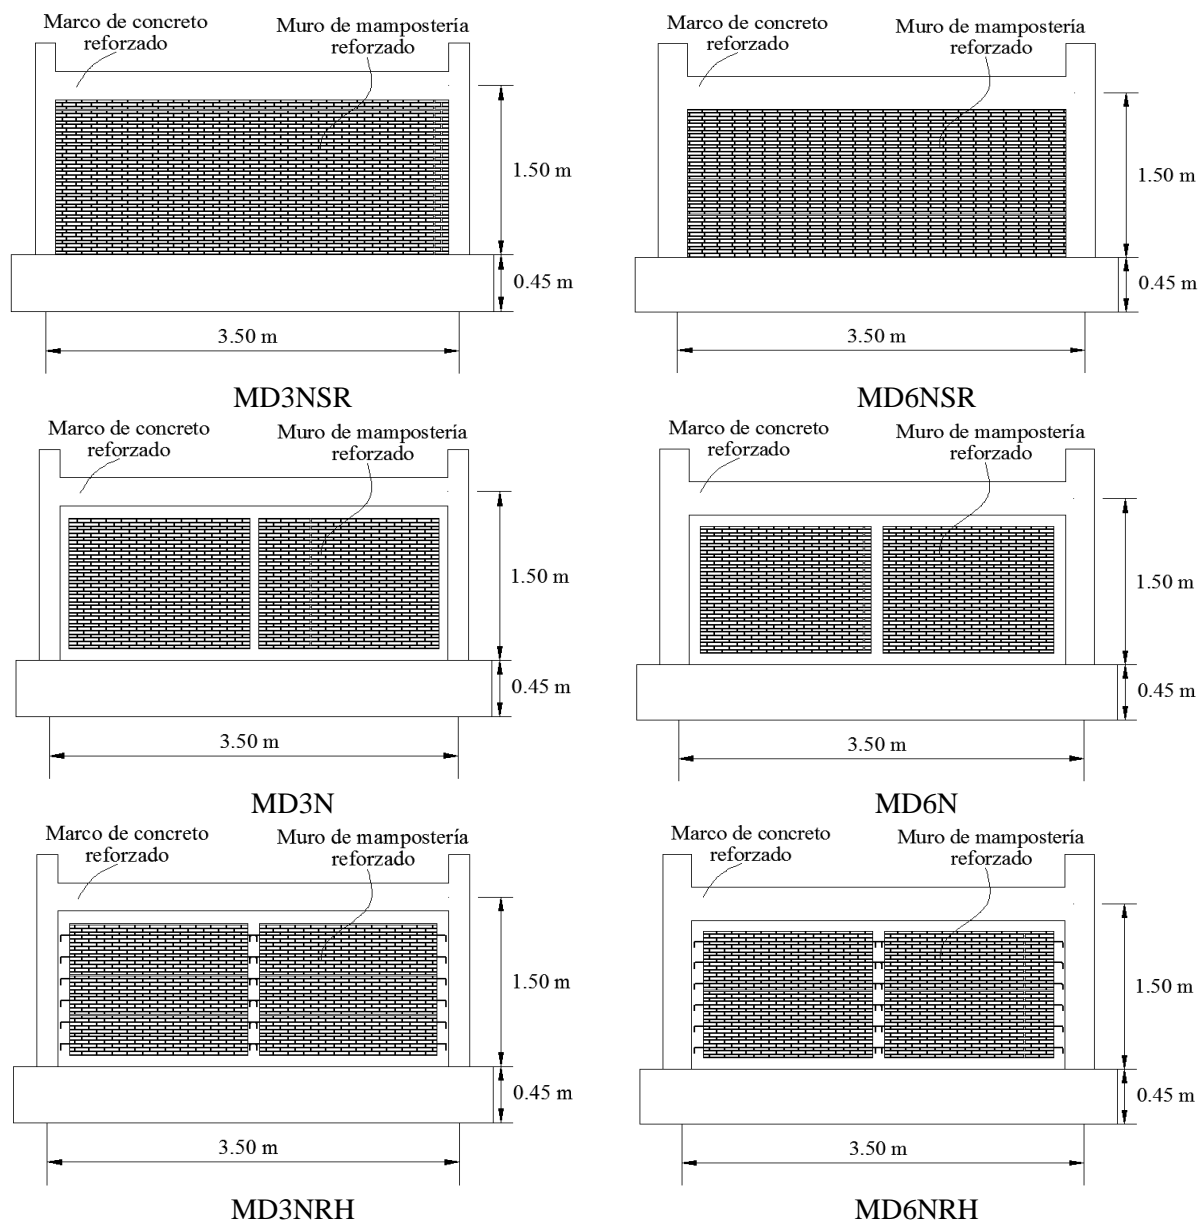 Marco de concreto
reforzado
Muro de mampostería
reforzado
1.50 m
0.45 m
3.50 m
MD3NSR
Marco de concreto
reforzado
Muro de mampostería
reforzado
1.50 m
0.45 m
3.50 m
MD6NSR
Marco de concreto
reforzado
Muro de mampostería
reforzado
1.50 m
0.45 m
3.50 m
MD3N
Marco de concreto
reforzado
Muro de mampostería
reforzado
1.50 m
0.45 m
3.50 m
MD6N
Marco de concreto
reforzado
Muro de mampostería
reforzado
1.50 m
0.45 m
3.50 m
MD3NRH
Marco de concreto
reforzado
Muro de mampostería
reforzado
1.50 m
0.45 m
3.50 m
MD6NRH